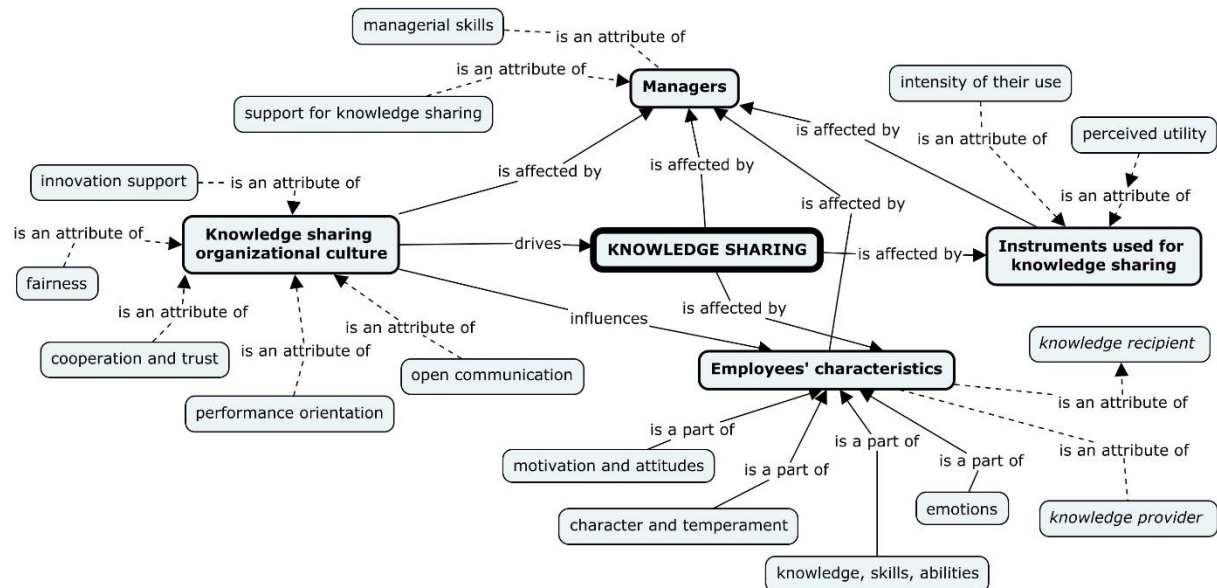 managerial skills
is an attribute of
is an attribute of
Managers
support for knowledge sharing
intensity of their use
is affected by
perceived utility
is an attribute of
is affected by
is affected by
innovation support
is an attribute of
is an attribute of
is affected by
is an attribute of
Knowledge sharing
organizational culture
drives
KNOWLEDGE SHARING
is affected by
Instruments used for
knowledge sharing
fairness
is an attribute of
influences
is affected by
cooperation and trust
is an attribute of
is an attribute of
open communication
performance orientation
Employees' characteristics
knowledge recipient
is an attribute of
is a part of
is a part of
is a part of
is a part of
is an attribute of
motivation and attitudes
character and temperament
emotions
knowledge provider
knowledge, skills, abilities